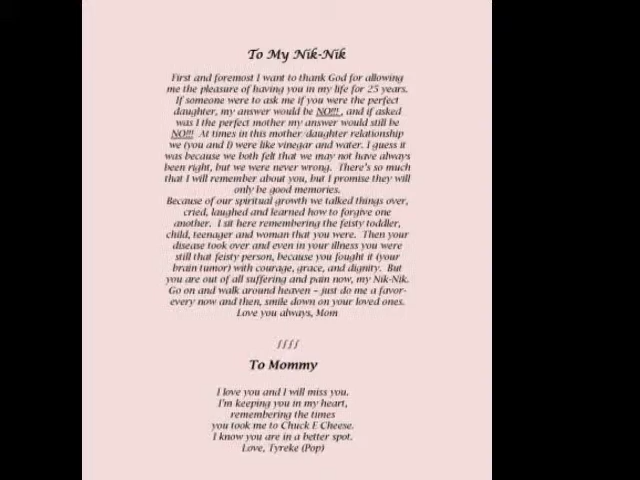 To My Nik-Nik
First and foremost I want to thank God for allowing
me the pleasure of having you in my life for 25 years.
If someone were to ask me if you were the perfect
daughter, my answer would be NO!!! , and if asked
was I the perfect mother my answer would still be
NO!!! At times in this mother/daughter relationship
we (you and I) were like vinegar and water. I guess it
was because we both felt that we may not have always
been right, but we were never wrong. There's so much
that I will remember about you, but I promise they will
only be good memories.
Because of our spiritual growth we talked things over,
cried, laughed and learned how to forgive one
another. I sit here remembering the feisty toddler,
child, teenager and woman that you were. Then your
disease took over and even in your illness you were
still that feisty person, because you fought it (your
brain tumor) with courage, grace, and dignity. But
you are out of all suffering and pain now, my Nik-Nik.
Go on and walk around heaven – just do me a favor-
every now and then, smile down on your loved ones.
Love you always, Mom
∫∫∫∫
To Mommy
I love you and I will miss you.
I'm keeping you in my heart,
remembering the times
you took me to Chuck E Cheese.
I know you are in a better spot.
Love, Tyreke (Pop)